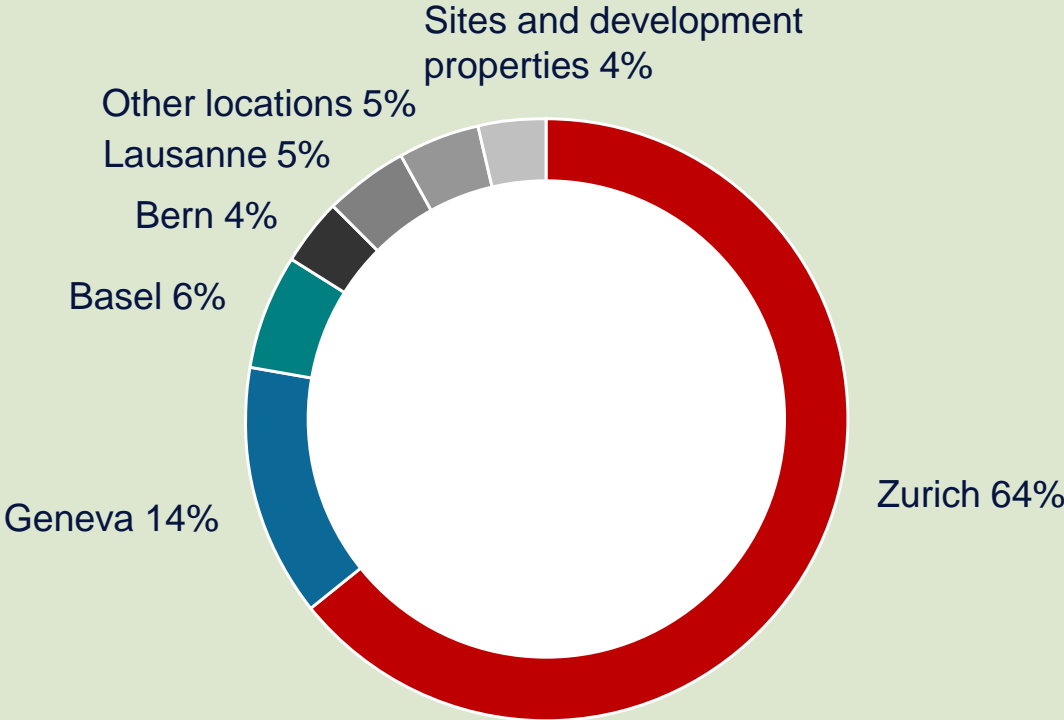 Sites and development
properties 4%
Other locations 5%
Lausanne 5%
Bern 4%
Basel 6%
Geneva 14%
Zurich 64%